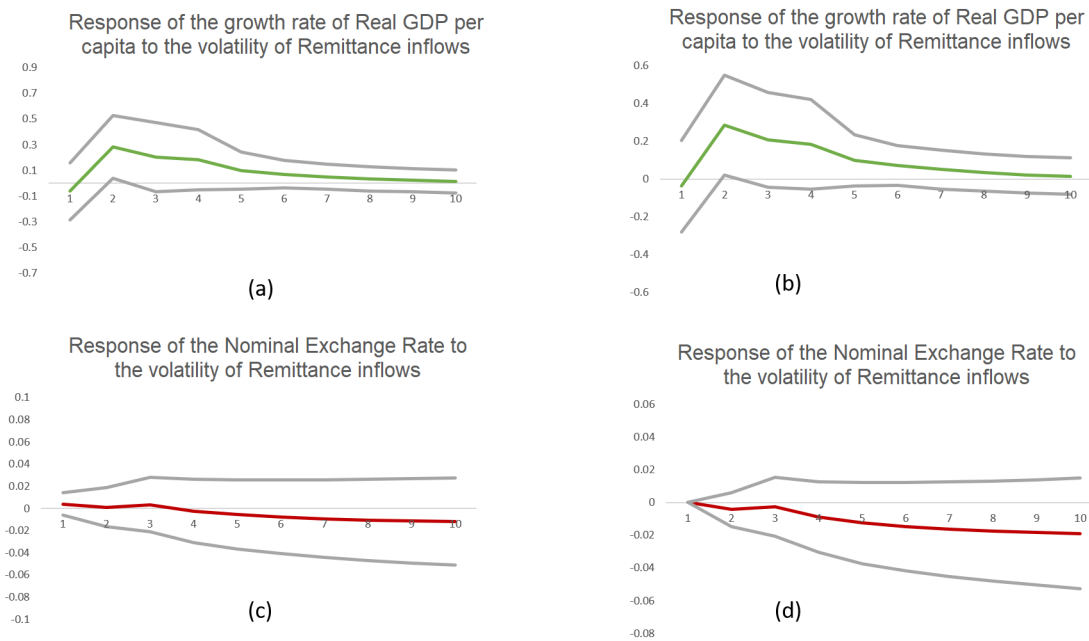 Response of the growth rate of Real GDP per
capita to the volatility of Remittance inflows
0.9
0.7
0.5
0.3
0.1
-0.1
-0.3
-0.5
-0.7
1 2 3 4 5 6 7 8 9 10
(a)
Response of the growth rate of Real GDP per
capita to the volatility of Remittance inflows
0.6
0.4
0.2
0
-0.2
-0.4
-0.6
1 2 3 4 5 6 7 8 9 10
(b)
Response of the Nominal Exchange Rate to
the volatility of Remittance inflows
0.1
0.08
0.06
0.04
0.02
0
-0.02
-0.04
-0.06
-0.08
-0.1
1 2 3 4 5 6 7 8 9 10
(c)
Response of the Nominal Exchange Rate to
the volatility of Remittance inflows
0.06
0.04
0.02
0
-0.02
-0.04
-0.06
-0.08
1 2 3 4 5 6 7 8 9 10
(d)